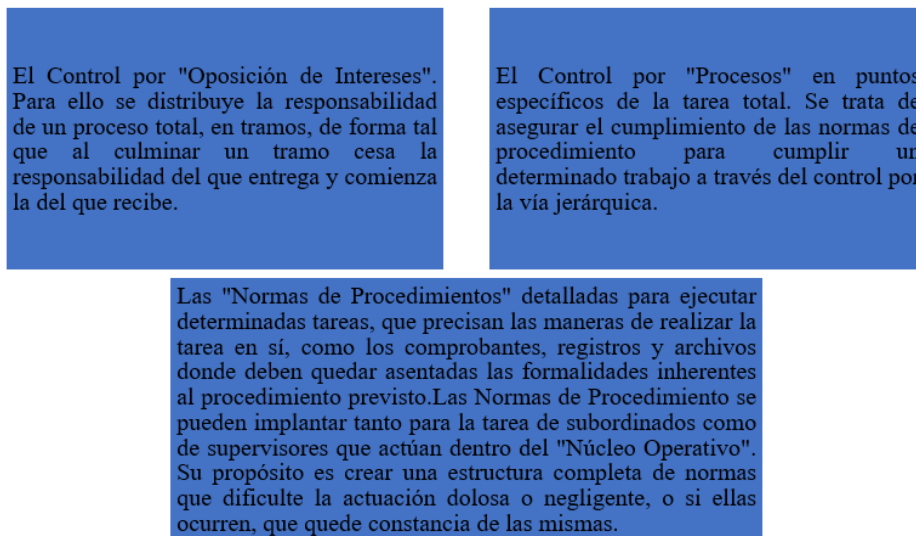 El Control por "Oposición de Intereses".
Para ello se distribuye la responsabilidad
de un proceso total, en tramos, de forma tal
que al culminar un tramo cesa la
responsabilidad del que entrega y comienza
la del que recibe.
El Control por "Procesos" en puntos
específicos de la tarea total. Se trata de
asegurar el cumplimiento de las normas de
procedimiento para cumplir un
determinado trabajo a través del control por
la vía jerárquica.
Las "Normas de Procedimientos" detalladas para ejecutar
determinadas tareas, que precisan las maneras de realizar la
tarea en sí, como los comprobantes, registros y archivos
donde deben quedar asentadas las formalidades inherentes
al procedimiento previsto.Las Normas de Procedimiento se
pueden implantar tanto para la tarea de subordinados como
de supervisores que actúan dentro del "Núcleo Operativo".
Su propósito es crear una estructura completa de normas
que dificulte la actuación dolosa o negligente, o si ellas
ocurren, que quede constancia de las mismas.